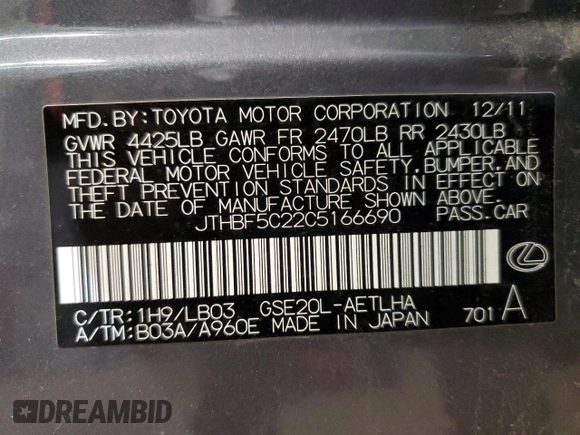 MFD.BY:TOYOTA MOTOR CORPORATION 12/11
GVWR 4425LB GAWR FR 2470LB RR 2430LB
THIS VEHICLE CONFORMS TO ALL APPLICABLE
FEDERAL MOTOR VEHICLE SAFETY,BUMPER,AND
THEFT PREVENTION STANDARDS IN EFFECT ON
THE DATE OF MANUFACTURE SHOWN ABOVE.
JTHBF5C22C5166690 PASS.CAR
C/TR:1H9/LB03 GSE20L-AETLHA
A/TM:B03A/A960E MADE IN JAPAN 701 A
DREAMBID